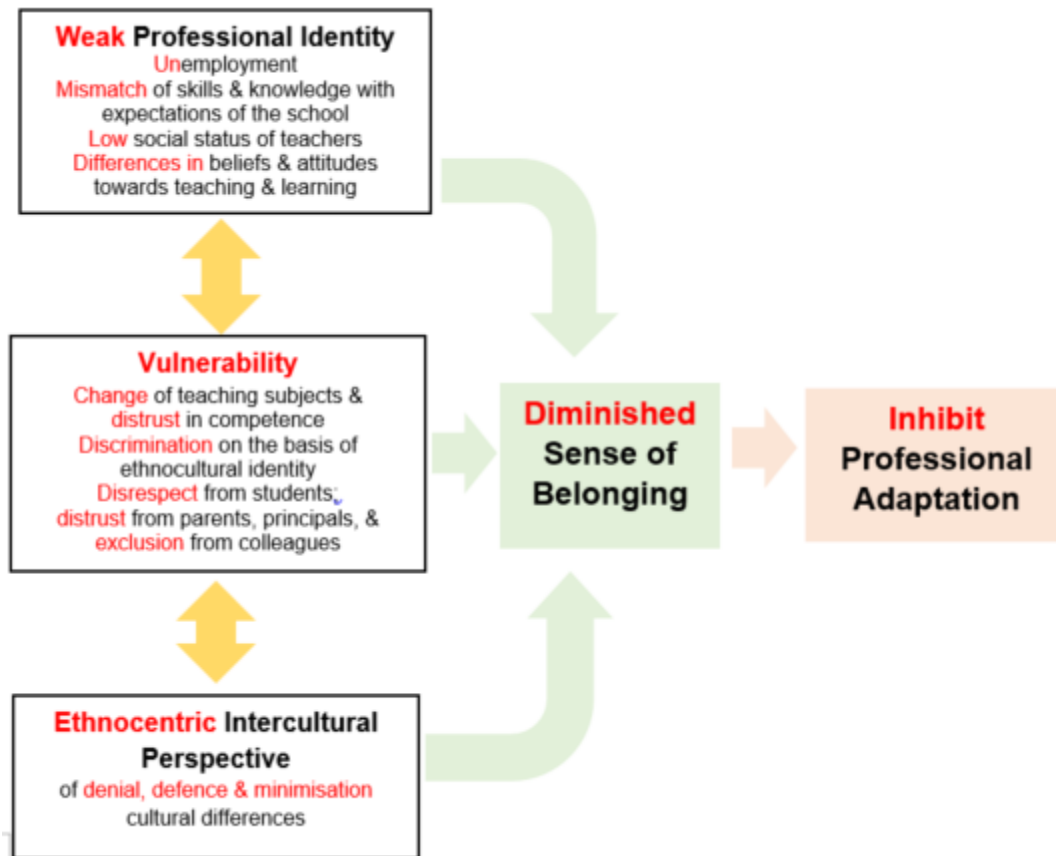 Weak Professional Identity
Unemployment
Mismatch of skills & knowledge with
expectations of the school
Low social status of teachers
Differences in beliefs & attitudes
towards teaching & learning
Vulnerability
Change of teaching subjects &
distrust in competence
Discrimination on the basis of
ethnocultural identity
Disrespect from students;
distrust from parents, principals, &
exclusion from colleagues
Ethnocentric Intercultural
Perspective
of denial, defence & minimisation
cultural differences
Diminished
Sense of
Belonging
Inhibit
Professional
Adaptation